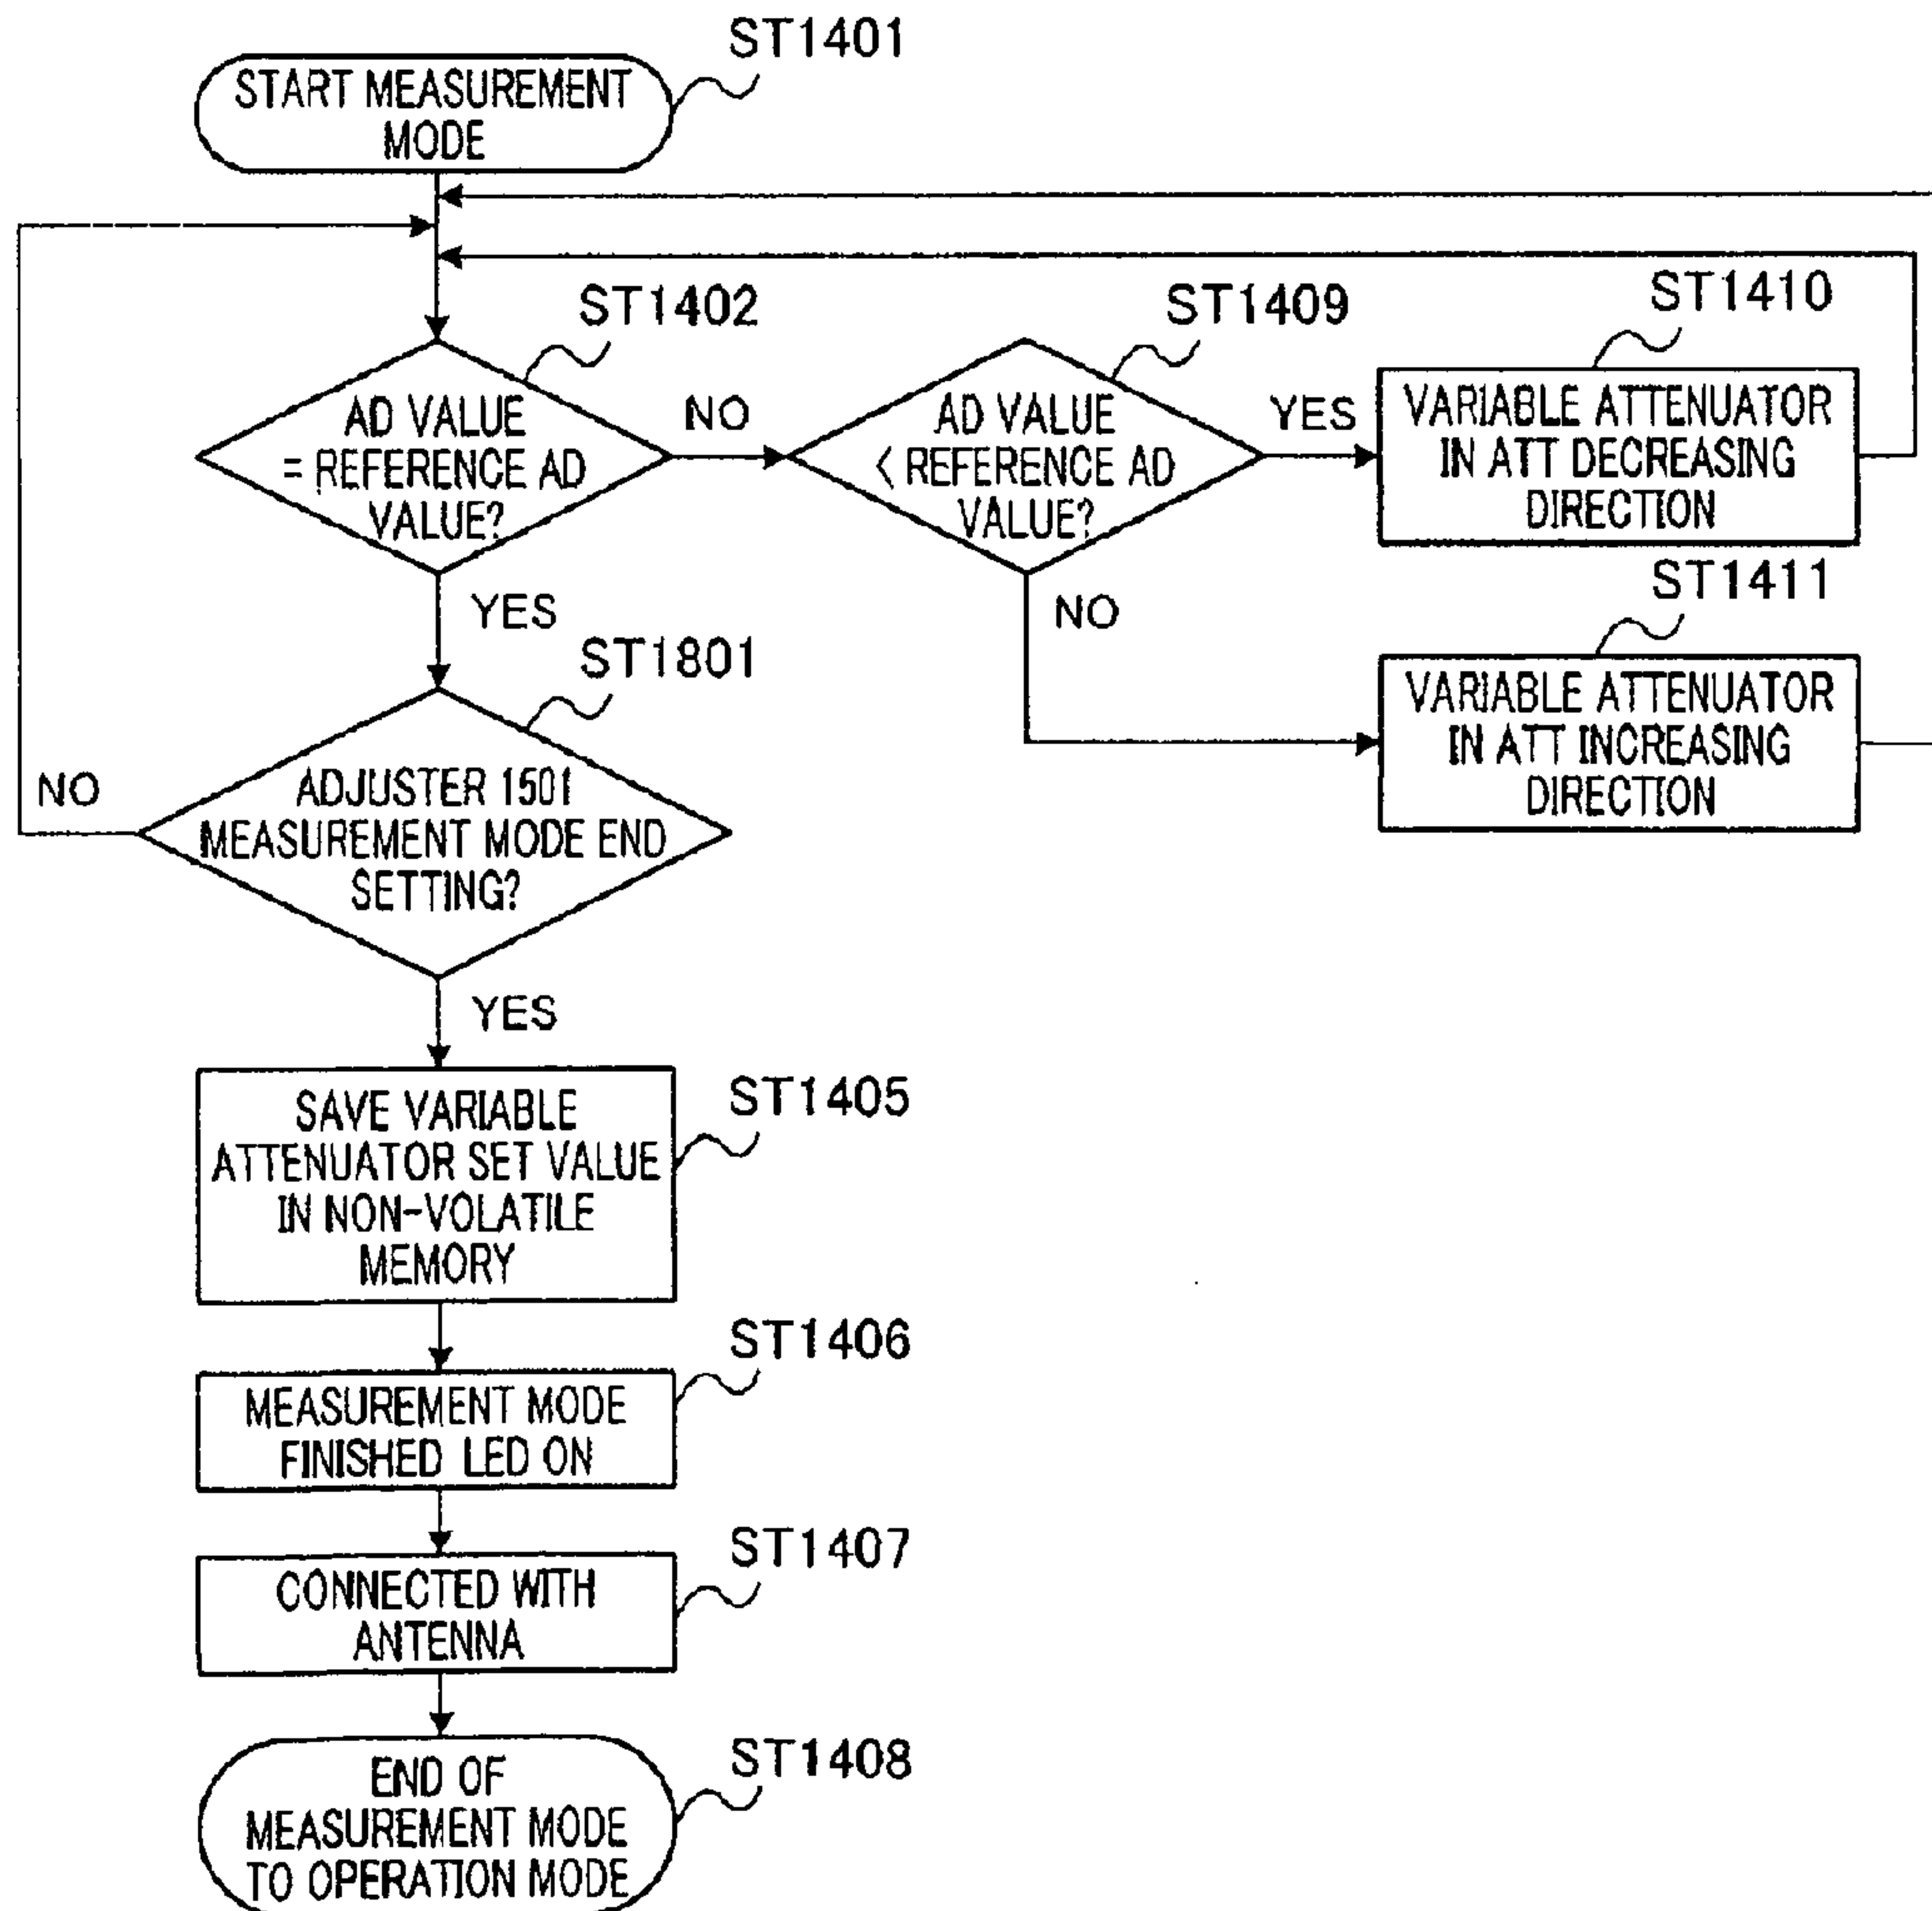 ST1401
START MEASUREMENT
MODE
ST1402
AD VALUE
= REFERENCE AD
VALUE?
NO
YES
ST1409
AD VALUE
< REFERENCE AD
VALUE?
YES
NO
ST1410
VARIABLE ATTENUATOR
IN ATT DECREASING
DIRECTION
ST1411
VARIABLE ATTENUATOR
IN ATT INCREASING
DIRECTION
ST1801
ADJUSTER 1501
MEASUREMENT MODE END
SETTING?
NO
YES
ST1405
SAVE VARIABLE
ATTENUATOR SET VALUE
IN NON-VOLATILE
MEMORY
ST1406
MEASUREMENT MODE
FINISHED LED ON
ST1407
CONNECTED WITH
ANTENNA
ST1408
END OF
MEASUREMENT MODE
TO OPERATION MODE